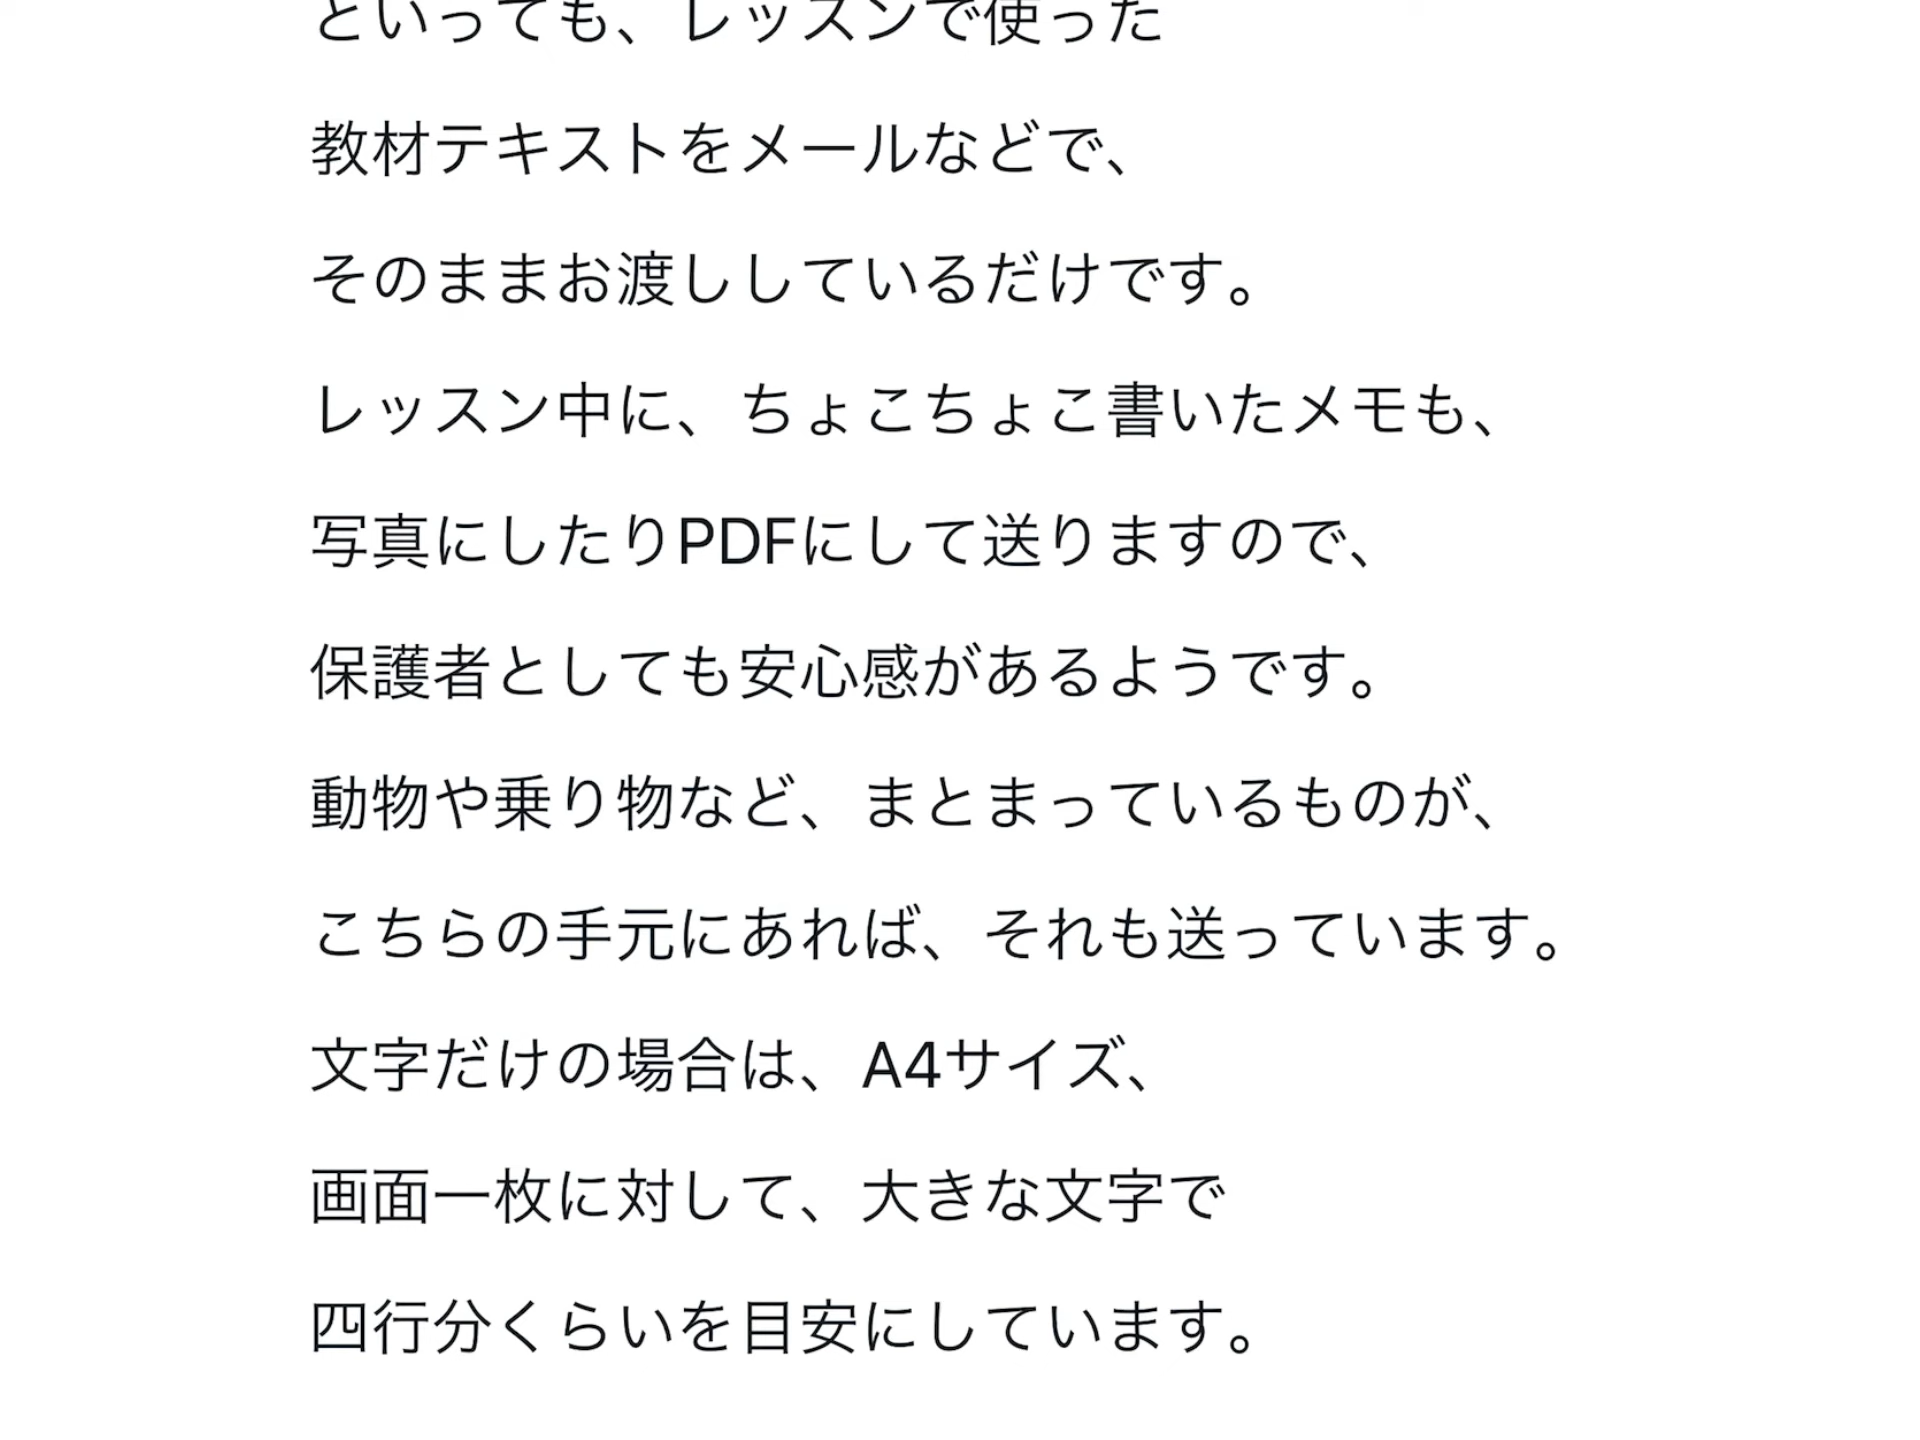 といっても、レッスンで使った
教材テキストをメールなどで、
そのままお渡ししているだけです。
レッスン中に、ちょこちょこ書いたメモも、
写真にしたりPDFにして送りますので、
保護者としても安心感があるようです。
動物や乗り物など、まとまっているものが、
こちらの手元にあれば、それも送っています。
文字だけの場合は、A4サイズ、
画面一枚に対して、大きな文字で
四行分くらいを目安にしています。